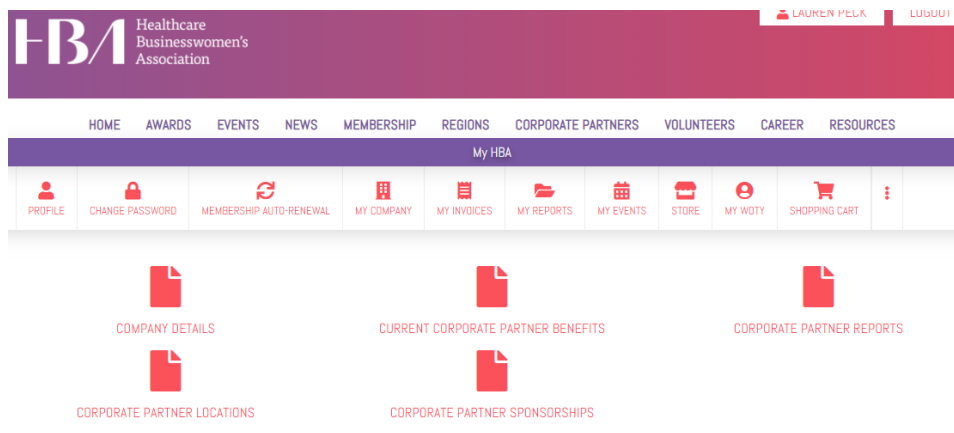 LAUREN PECK LOGOUT
HBA Healthcare
Businesswomen's
Association
HOME AWARDS EVENTS NEWS MEMBERSHIP REGIONS CORPORATE PARTNERS VOLUNTEERS CAREER RESOURCES
My HBA
PROFILE CHANGE PASSWORD MEMBERSHIP AUTO-RENEWAL MY COMPANY MY INVOICES MY REPORTS MY EVENTS STORE MY WOTY SHOPPING CART
COMPANY DETAILS CURRENT CORPORATE PARTNER BENEFITS CORPORATE PARTNER REPORTS
CORPORATE PARTNER LOCATIONS CORPORATE PARTNER SPONSORSHIPS